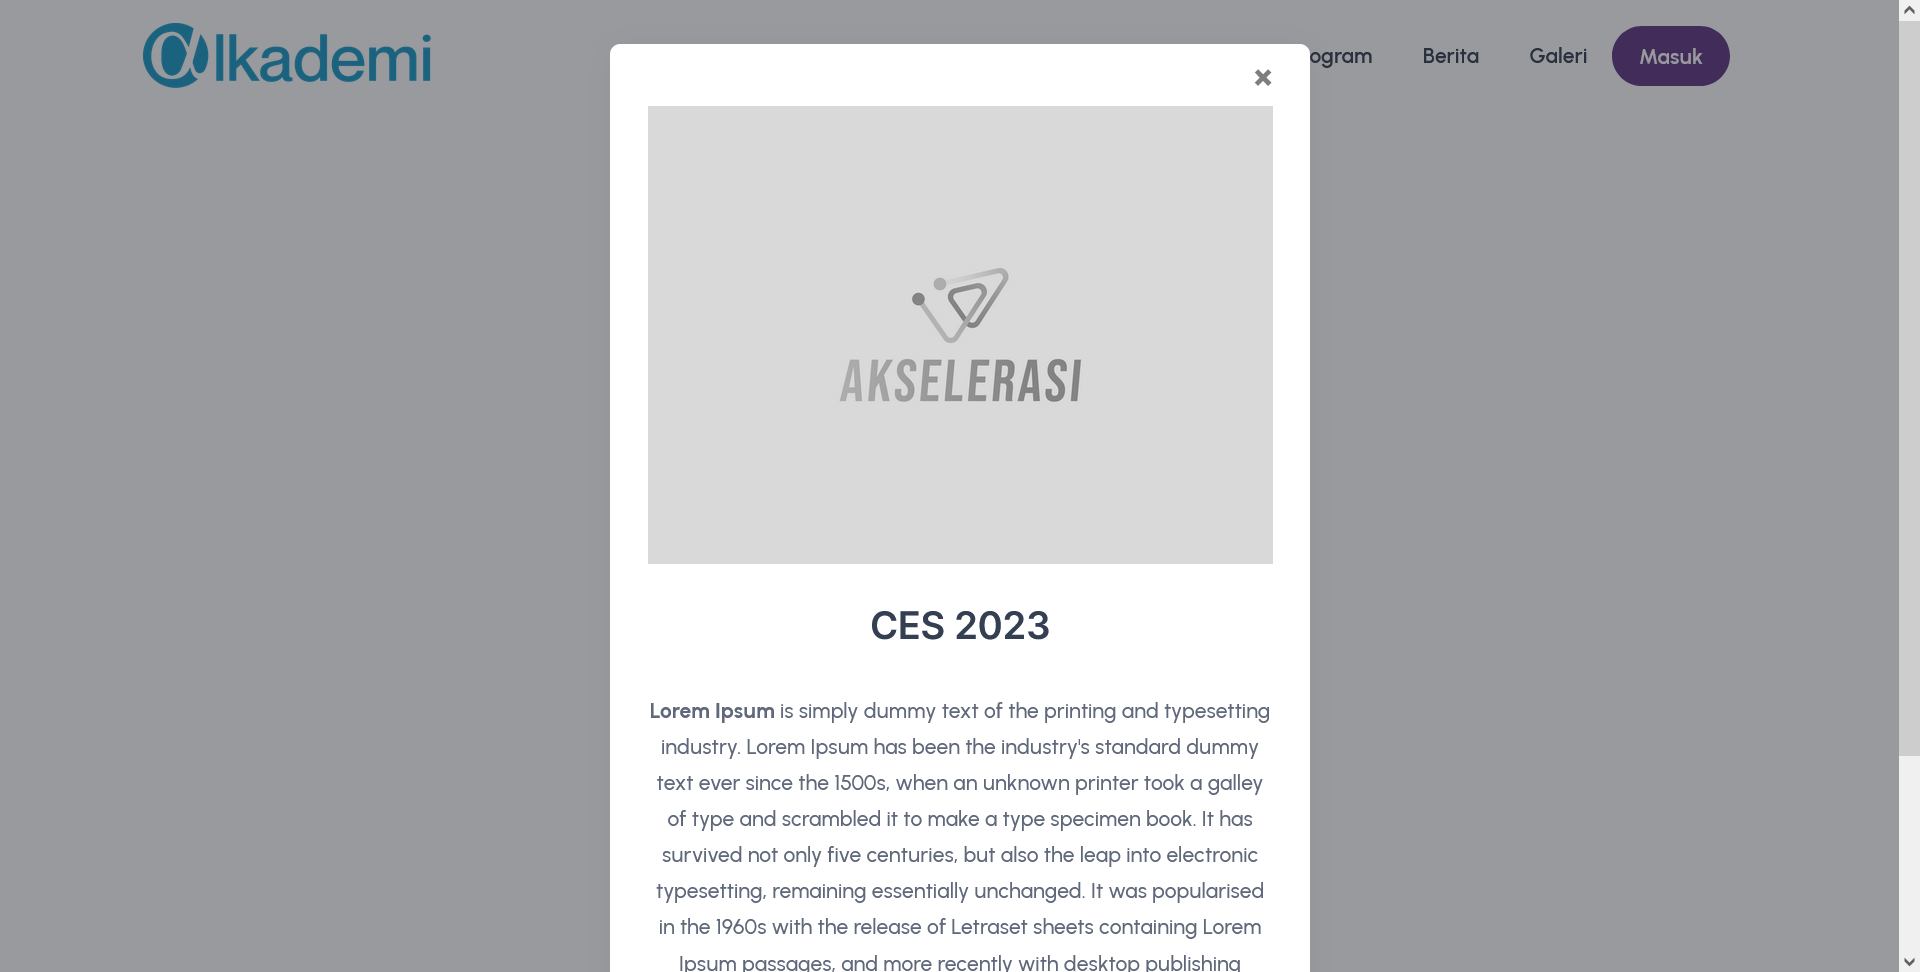 @lkademi
ogram
Berita
Galeri
Masuk
AKSELERASI
CES 2023
Lorem Ipsum is simply dummy text of the printing and typesetting
industry. Lorem Ipsum has been the industry's standard dummy
text ever since the 1500s, when an unknown printer took a galley
of type and scrambled it to make a type specimen book. It has
survived not only five centuries, but also the leap into electronic
typesetting, remaining essentially unchanged. It was popularised
in the 1960s with the release of Letraset sheets containing Lorem
Ipsum passages, and more recently with desktop publishing